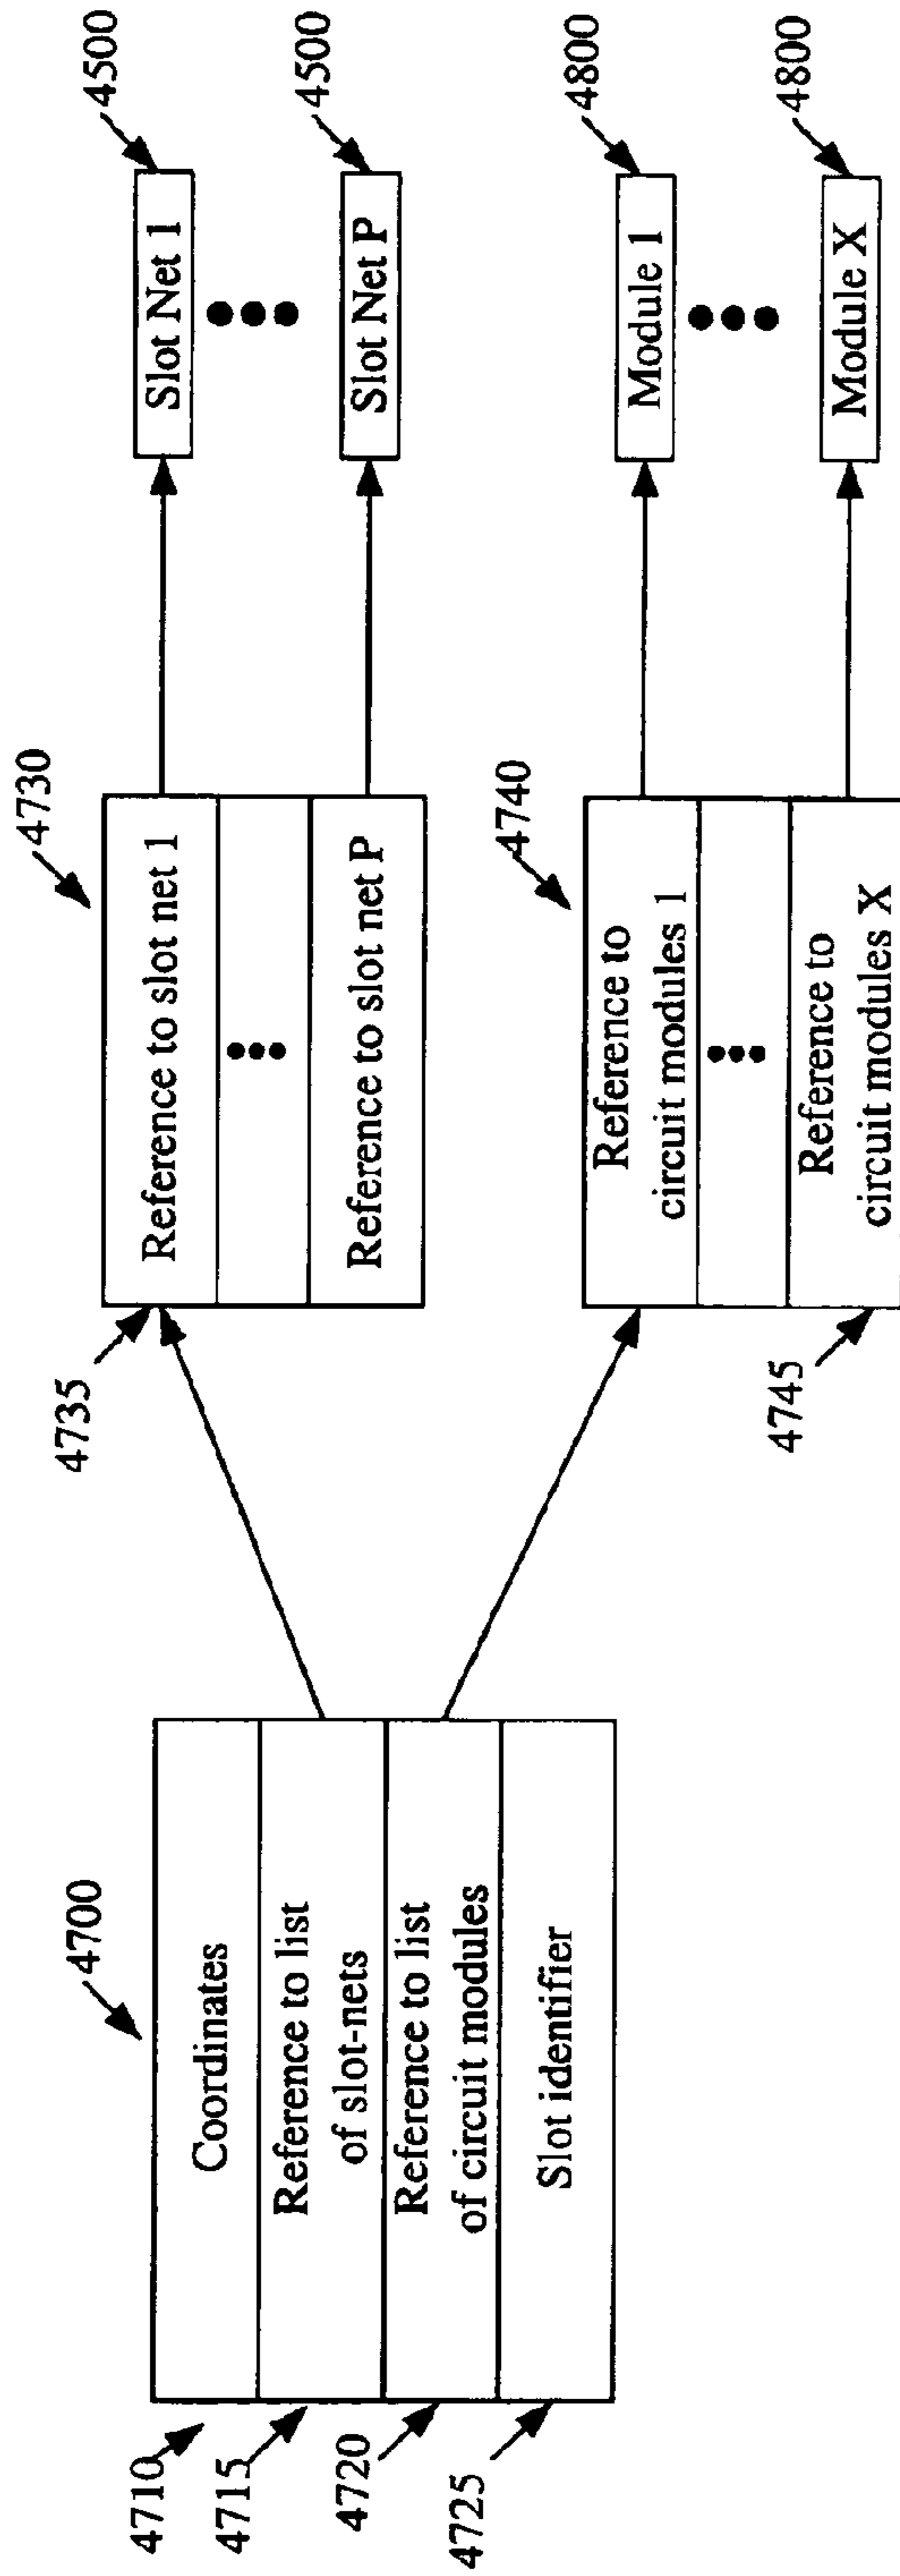 4700
4710
Coordinates
4715
Reference to list
of slot-nets
4720
Reference to list
of circuit modules
4725
Slot identifier
4730
4735
Reference to slot net 1
Reference to slot net P
4740
Reference to
circuit modules 1
4745
Reference to
circuit modules X
Slot Net 1
4500
Slot Net P
4500
Module 1
4800
Module X
4800